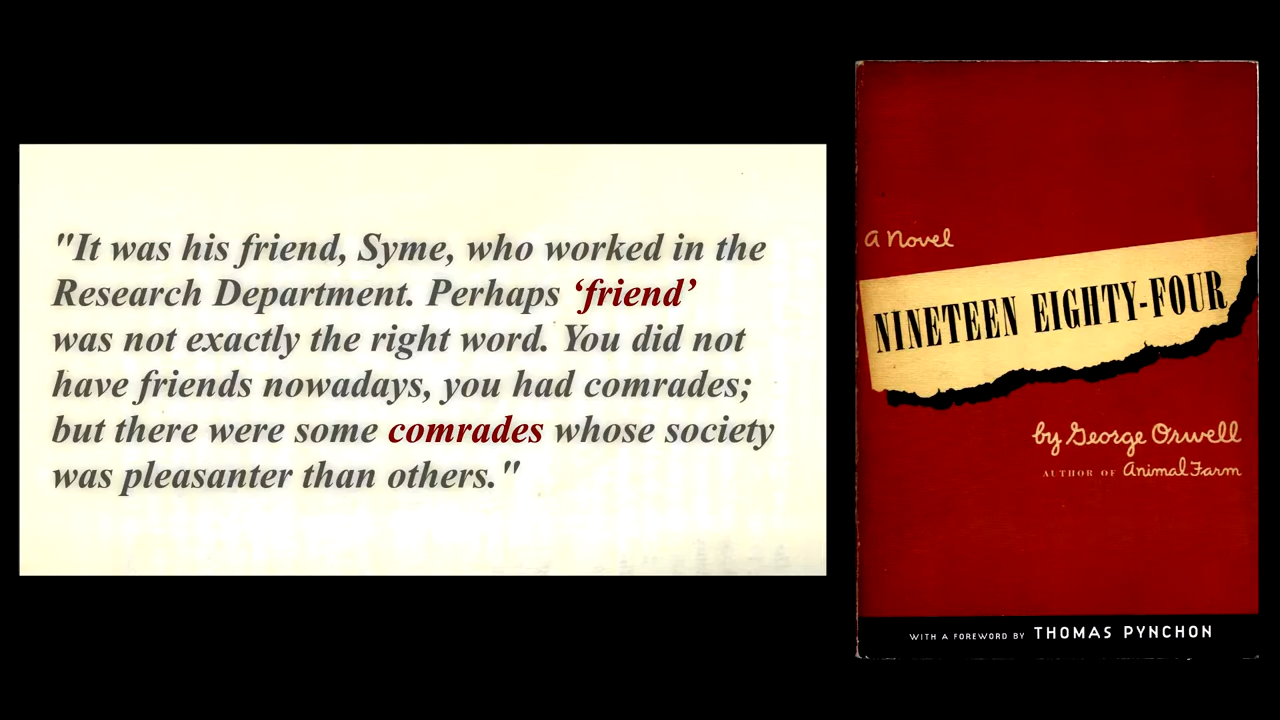 "It was his friend, Syme, who worked in the
Research Department. Perhaps ‘friend’
was not exactly the right word. You did not
have friends nowadays, you had comrades;
but there were some comrades whose society
was pleasanter than others."
a Novel
NINETEEN EIGHTY-FOUR
by George Orwell
AUTHOR OF Animal Farm
WITH A FOREWORD BY THOMAS PYNCHON